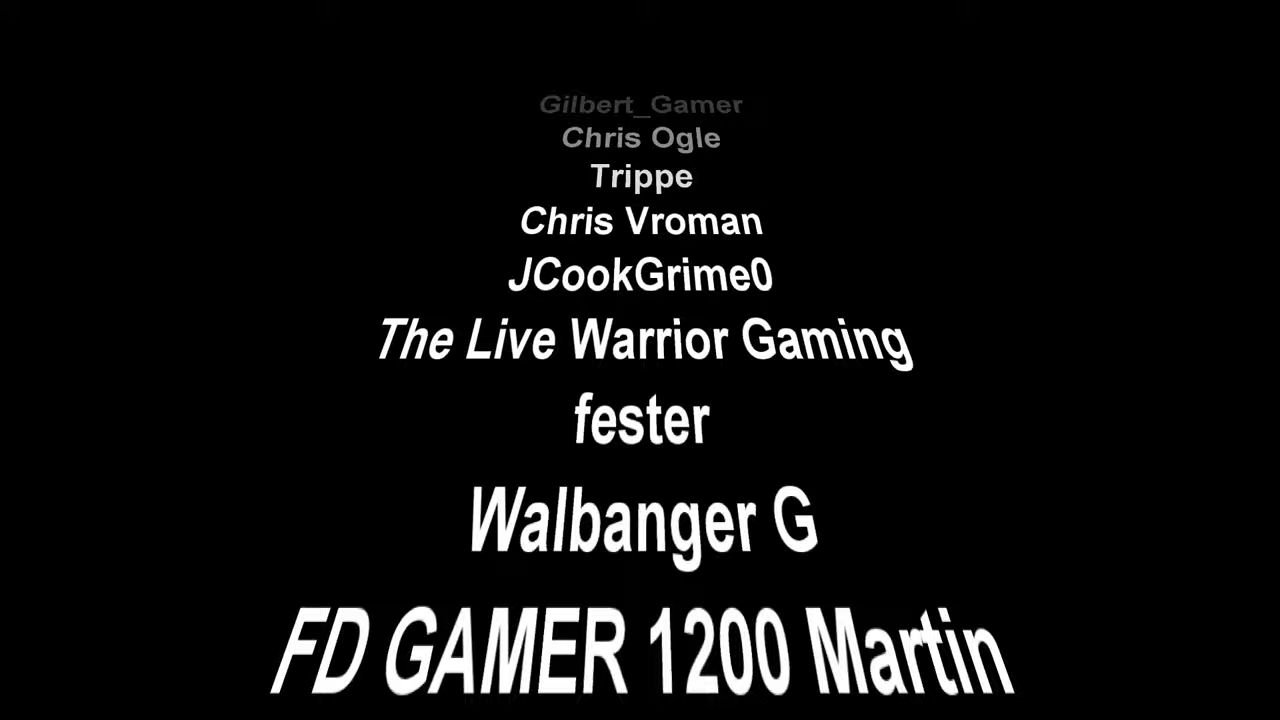 Gilbert_Gamer
Chris Ogle
Trippe
Chris Vroman
JCookGrime0
The Live Warrior Gaming
fester
Walbanger G
FD GAMER 1200 Martin